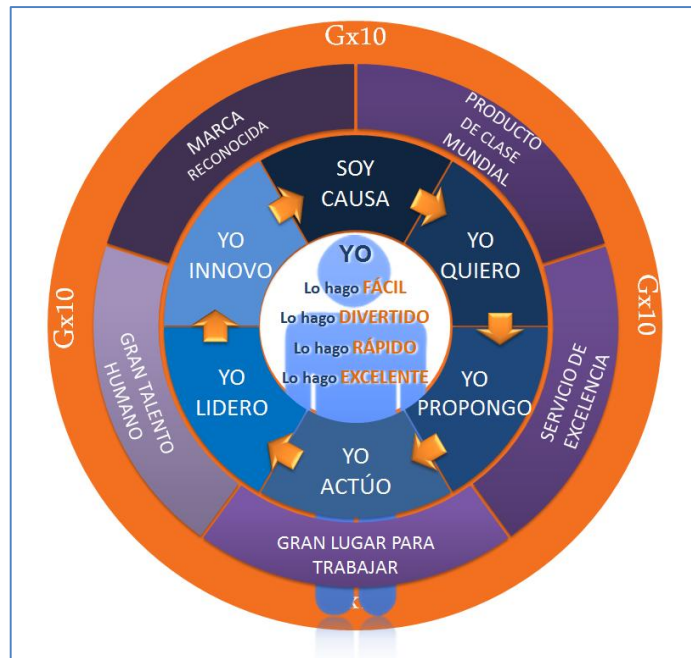 Gx10
MARCA
RECONOCIDA
PRODUCTO
DE CLASE
MUNDIAL
SOY
CAUSA
YO
INNOVO
YO
QUIERO
YO
Lo hago FÁCIL
Lo hago DIVERTIDO
Lo hago RÁPIDO
Lo hago EXCELENTE
Gx10
Gx10
GRAN TALENTO
HUMANO
YO
LIDERO
YO
PROPONGO
SERVICIO DE
EXCELENCIA
YO
ACTÚO
GRAN LUGAR PARA
TRABAJAR